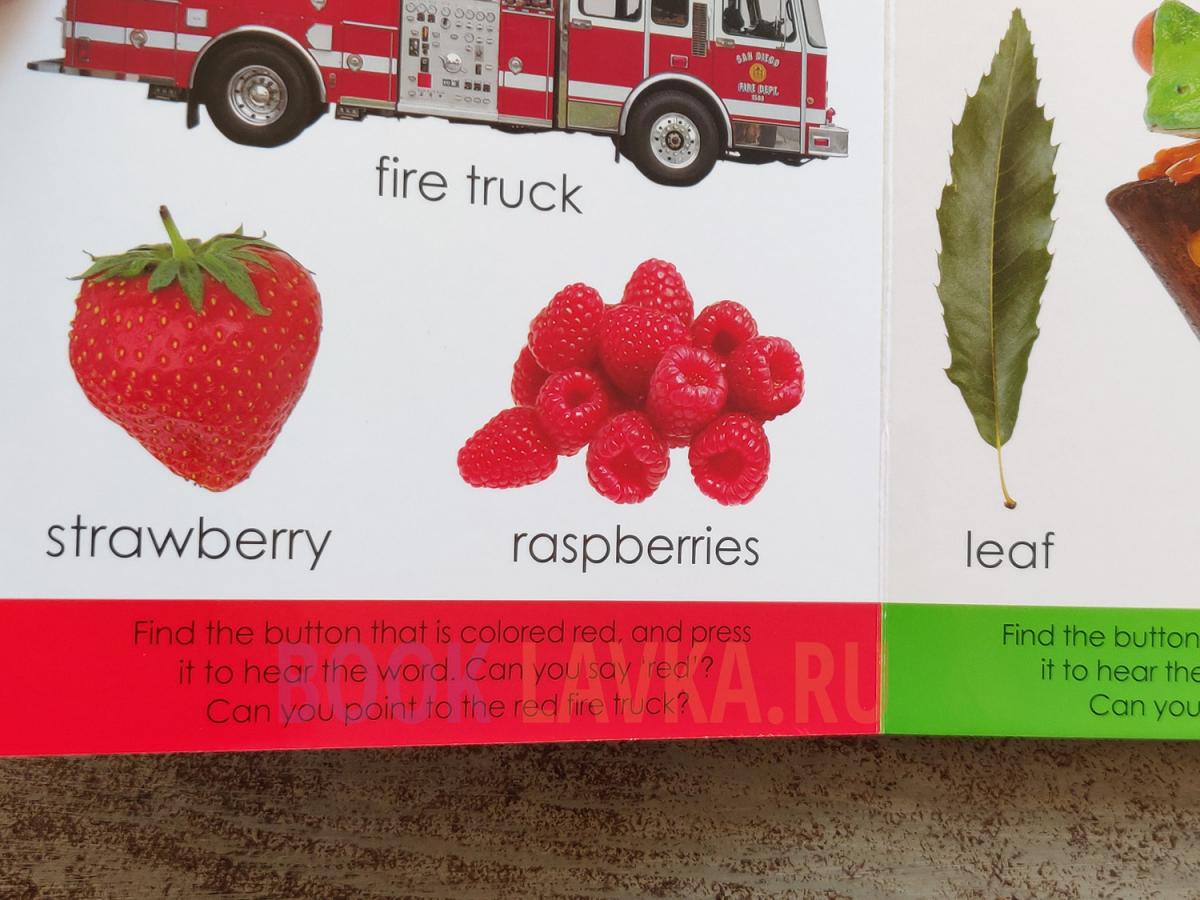 SAN DIEGO
FIRE DEPT.
fire truck
strawberry
raspberries
leaf
Find the button that is colored red, and press
it to hear the word. Can you say 'red'?
Can you point to the red fire truck?
Find the button
it to hear the
Can you
BOOK LAVKA.RU